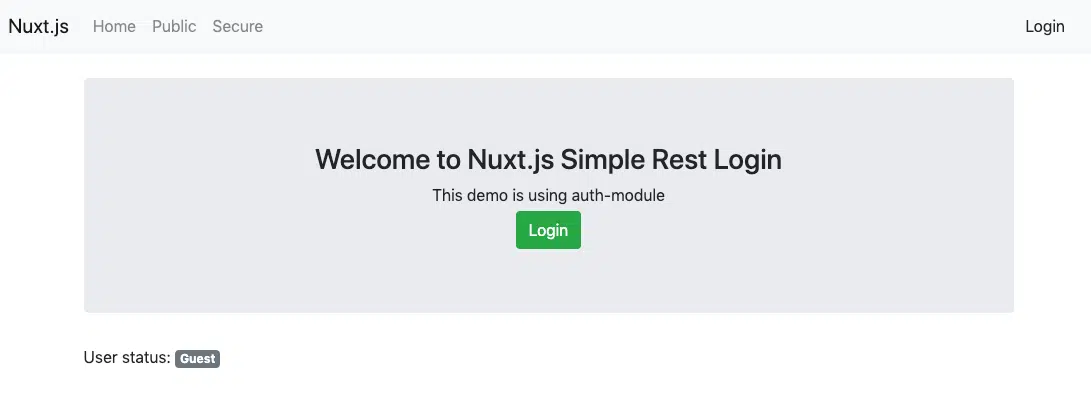 Nuxt.js Home Public Secure Login
Welcome to Nuxt.js Simple Rest Login
This demo is using auth-module
Login
User status: Guest